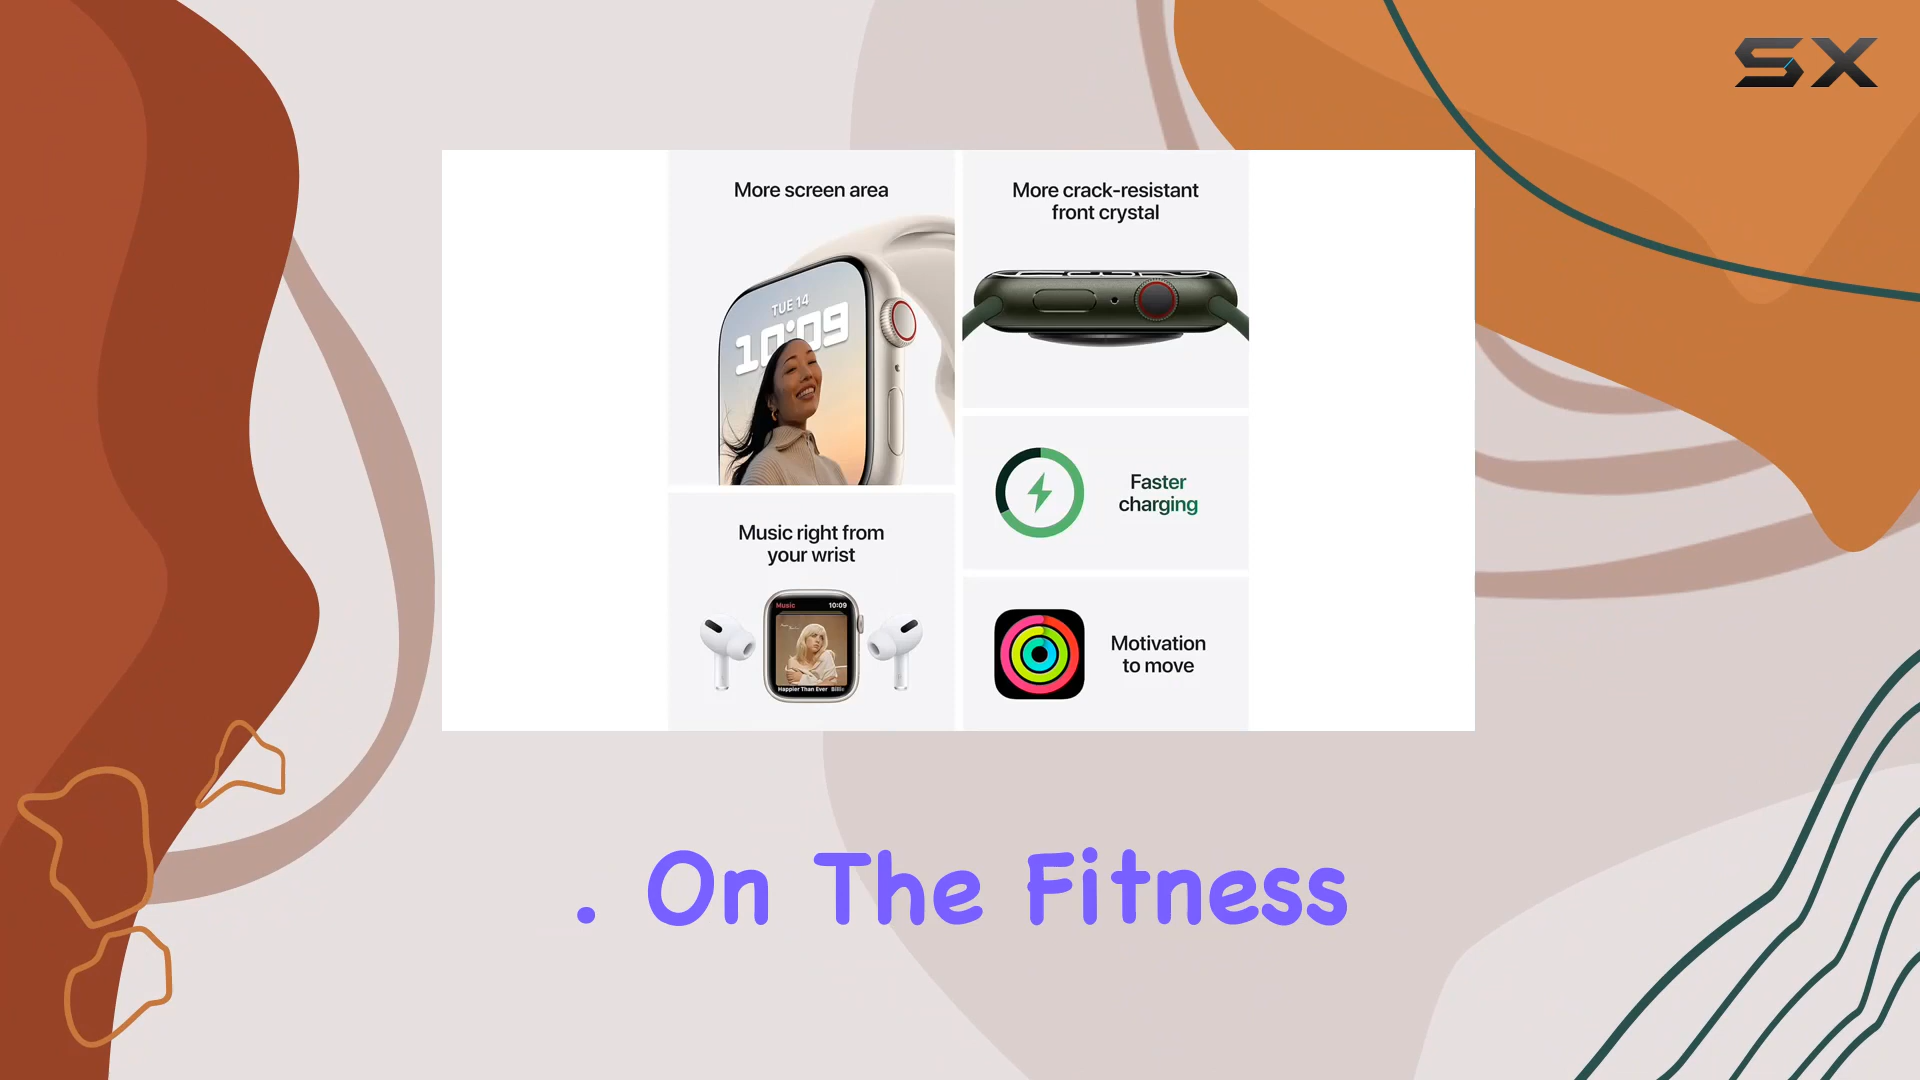 SX
More screen area
TUE 14
10:09
Music right from
your wrist
Music 10:09
Happier Than Ever Billie
More crack-resistant
front crystal
Faster
charging
Motivation
to move
. On The Fitness